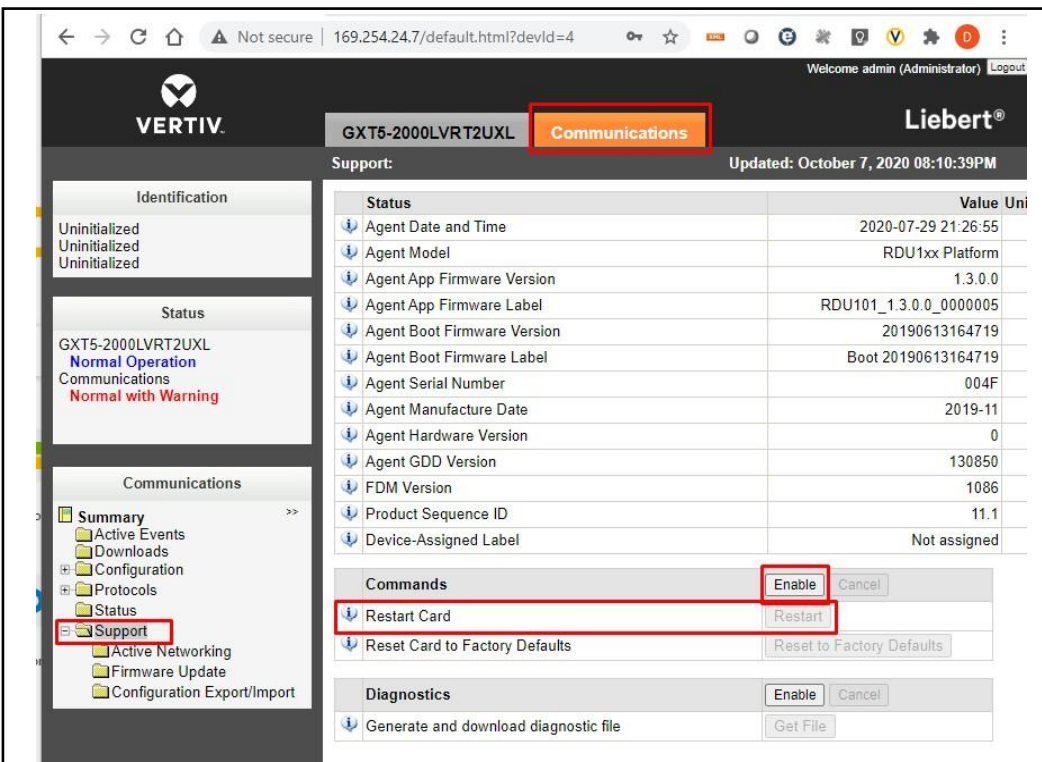 Not secure | 169.254.24.7/default.html?devId=4
Welcome admin (Administrator) Logout
VERTIV.
GXT5-2000LVRT2UXL Communications Liebert®
Support: Updated: October 7, 2020 08:10:39PM
Identification
Uninitialized
Uninitialized
Uninitialized
Status
GXT5-2000LVRT2UXL
Normal Operation
Communications
Normal with Warning
Communications
Summary >>
Active Events
Downloads
Configuration
Protocols
Status
Support
Active Networking
Firmware Update
Configuration Export/Import
Status Value Uni
Agent Date and Time 2020-07-29 21:26:55
Agent Model RDU1xx Platform
Agent App Firmware Version 1.3.0.0
Agent App Firmware Label RDU101_1.3.0.0_0000005
Agent Boot Firmware Version 20190613164719
Agent Boot Firmware Label Boot 20190613164719
Agent Serial Number 004F
Agent Manufacture Date 2019-11
Agent Hardware Version 0
Agent GDD Version 130850
FDM Version 1086
Product Sequence ID 11.1
Device-Assigned Label Not assigned
Commands Enable Cancel
Restart Card Restart
Reset Card to Factory Defaults Reset to Factory Defaults
Diagnostics Enable Cancel
Generate and download diagnostic file Get File